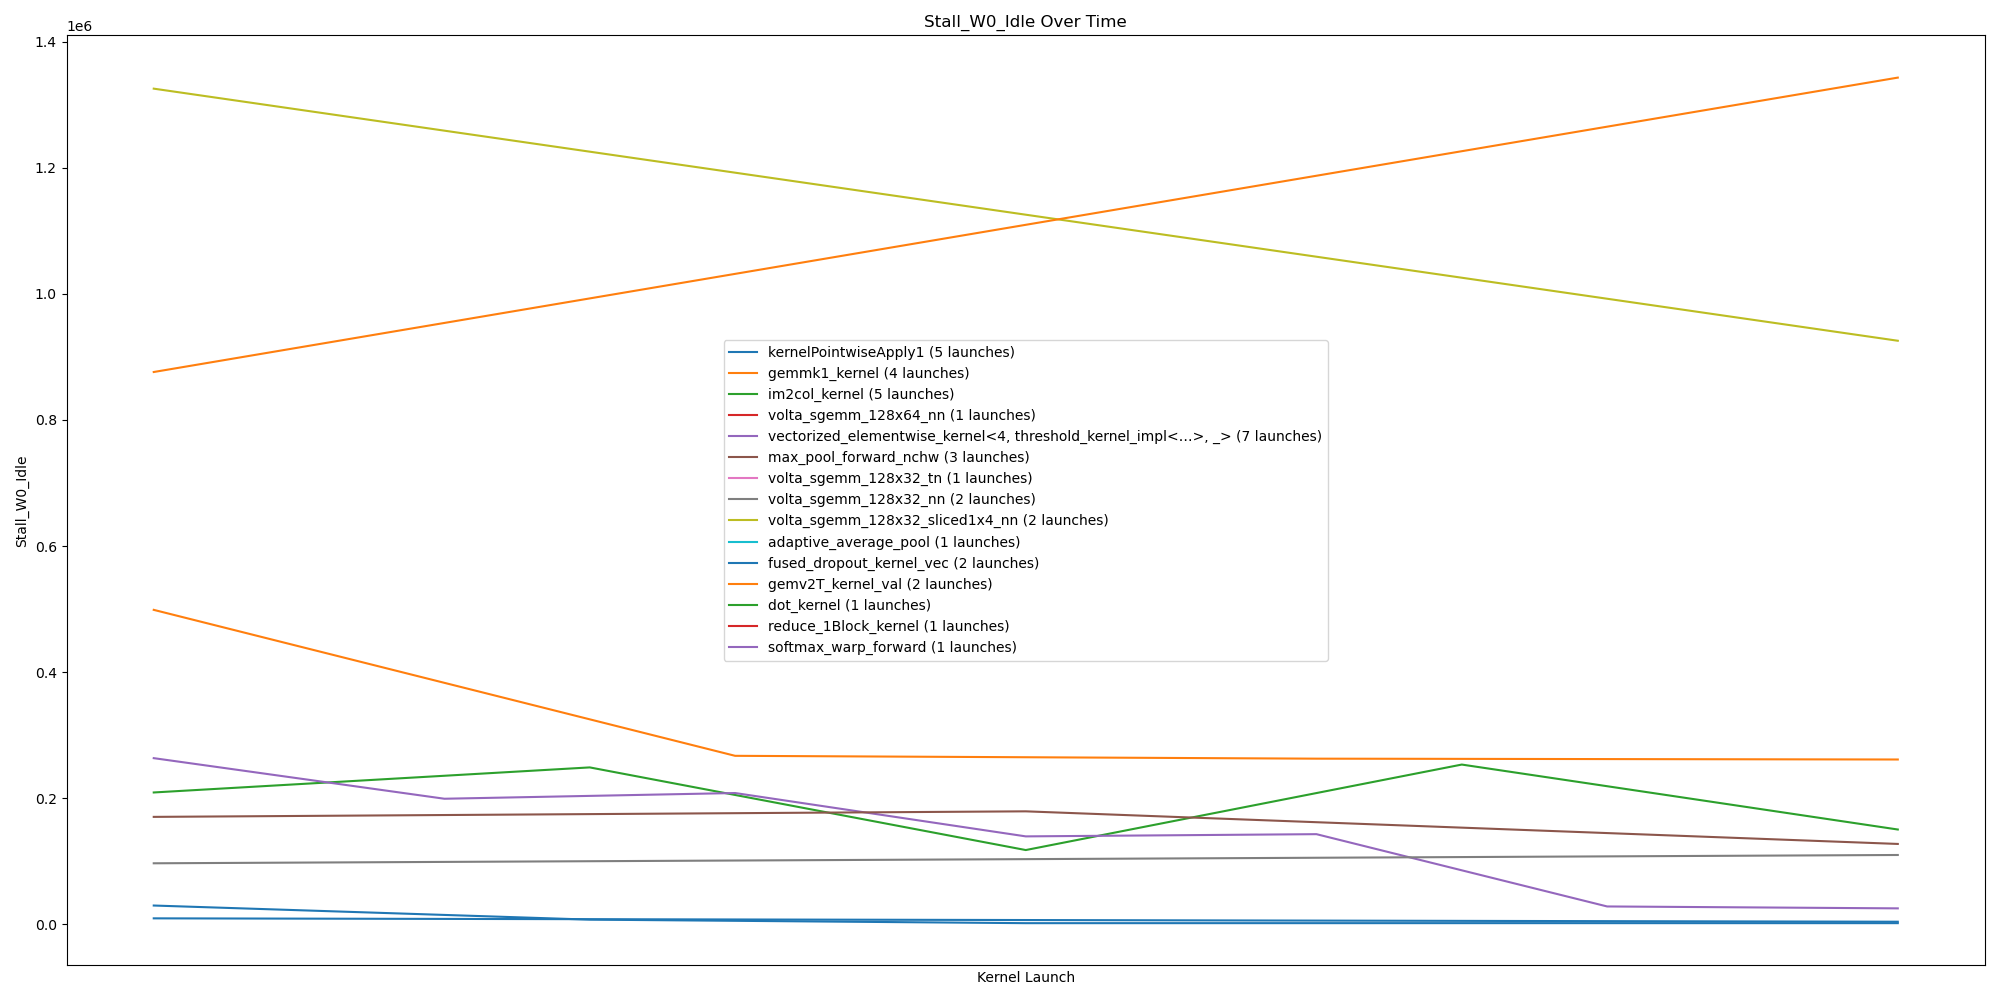 Stall_W0_Idle Over Time
1e6
1.4
1.2
1.0
0.8
0.6
0.4
0.2
0.0
Stall_W0_Idle
kernelPointwiseApply1 (5 launches)
gemmk1_kernel (4 launches)
im2col_kernel (5 launches)
volta_sgemm_128x64_nn (1 launches)
vectorized_elementwise_kernel<4, threshold_kernel_impl<...>, _> (7 launches)
max_pool_forward_nchw (3 launches)
volta_sgemm_128x32_tn (1 launches)
volta_sgemm_128x32_nn (2 launches)
volta_sgemm_128x32_sliced1x4_nn (2 launches)
adaptive_average_pool (1 launches)
fused_dropout_kernel_vec (2 launches)
gemv2T_kernel_val (2 launches)
dot_kernel (1 launches)
reduce_1Block_kernel (1 launches)
softmax_warp_forward (1 launches)
Kernel Launch